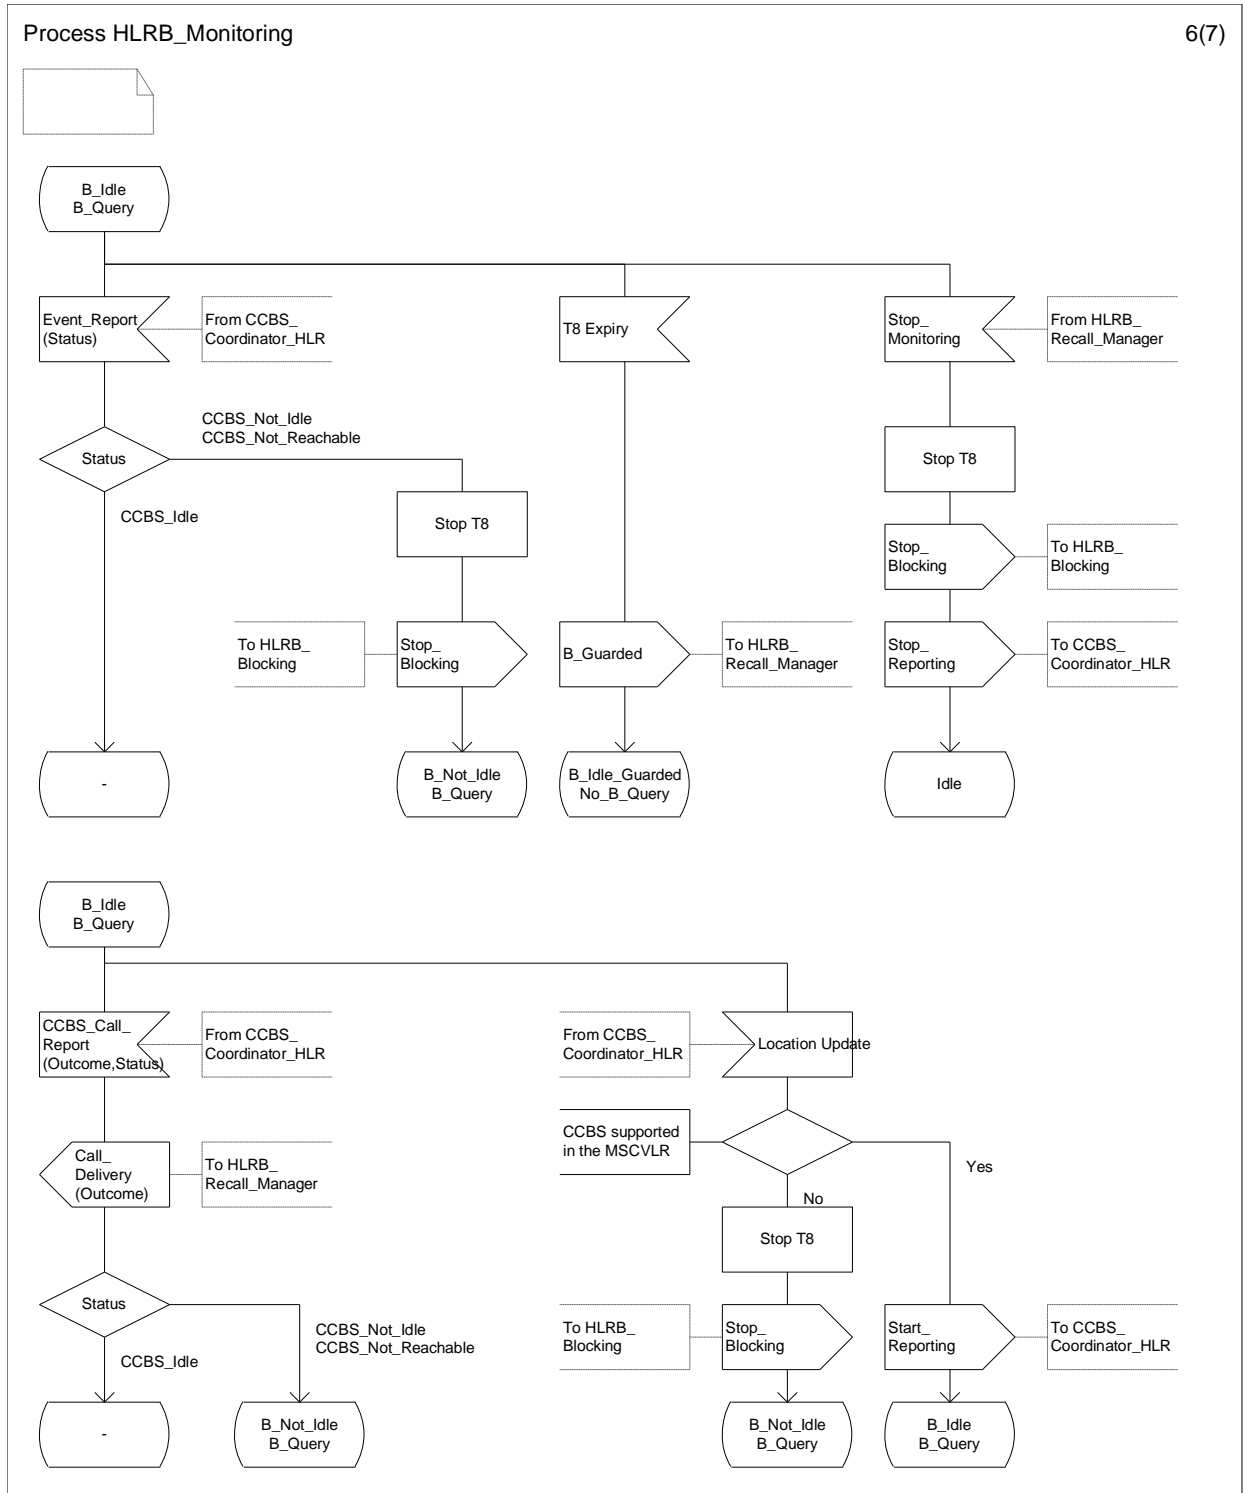 Process HLRB_Monitoring
6(7)
B_Idle
B_Query
Event_Report
(Status)
From CCBS_
Coordinator_HLR
T8 Expiry
Stop_
Monitoring
From HLRB_
Recall_Manager
Status
CCBS_Not_Idle
CCBS_Not_Reachable
CCBS_Idle
Stop T8
Stop T8
Stop_
Blocking
To HLRB_
Blocking
To HLRB_
Blocking
Stop_
Blocking
B_Guarded
To HLRB_
Recall_Manager
Stop_
Reporting
To CCBS_
Coordinator_HLR
-
B_Not_Idle
B_Query
B_Idle_Guarded
No_B_Query
Idle
B_Idle
B_Query
CCBS_Call_
Report
(Outcome,Status)
From CCBS_
Coordinator_HLR
From CCBS_
Coordinator_HLR
Location Update
Call_
Delivery
(Outcome)
To HLRB_
Recall_Manager
CCBS supported
in the MSCVLR
Yes
No
Stop T8
Status
CCBS_Not_Idle
CCBS_Not_Reachable
CCBS_Idle
To HLRB_
Blocking
Stop_
Blocking
Start_
Reporting
To CCBS_
Coordinator_HLR
-
B_Not_Idle
B_Query
B_Not_Idle
B_Query
B_Idle
B_Query